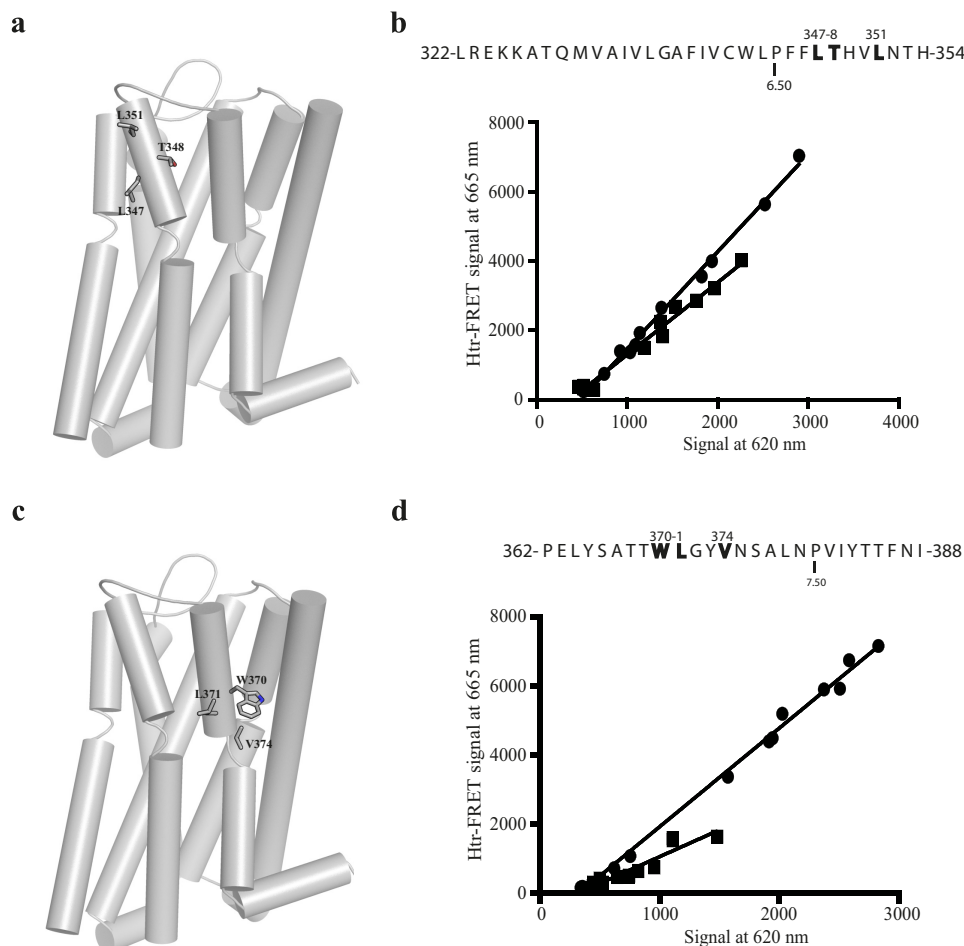 a
L351
T348
L347
b
347-8 351
322-LREKKATQMVAIVLGAFIVCWLPFFLTHVLNTH-354
6.50
Htr-FRET signal at 665 nm
8000
6000
4000
2000
0
0 1000 2000 3000 4000
Signal at 620 nm
c
W370
L371
V374
d
370-1 374
362- PELYSATTWLGYVNSALNPVIYTTFNI-388
7.50
Htr-FRET signal at 665 nm
8000
6000
4000
2000
0
0 1000 2000 3000
Signal at 620 nm